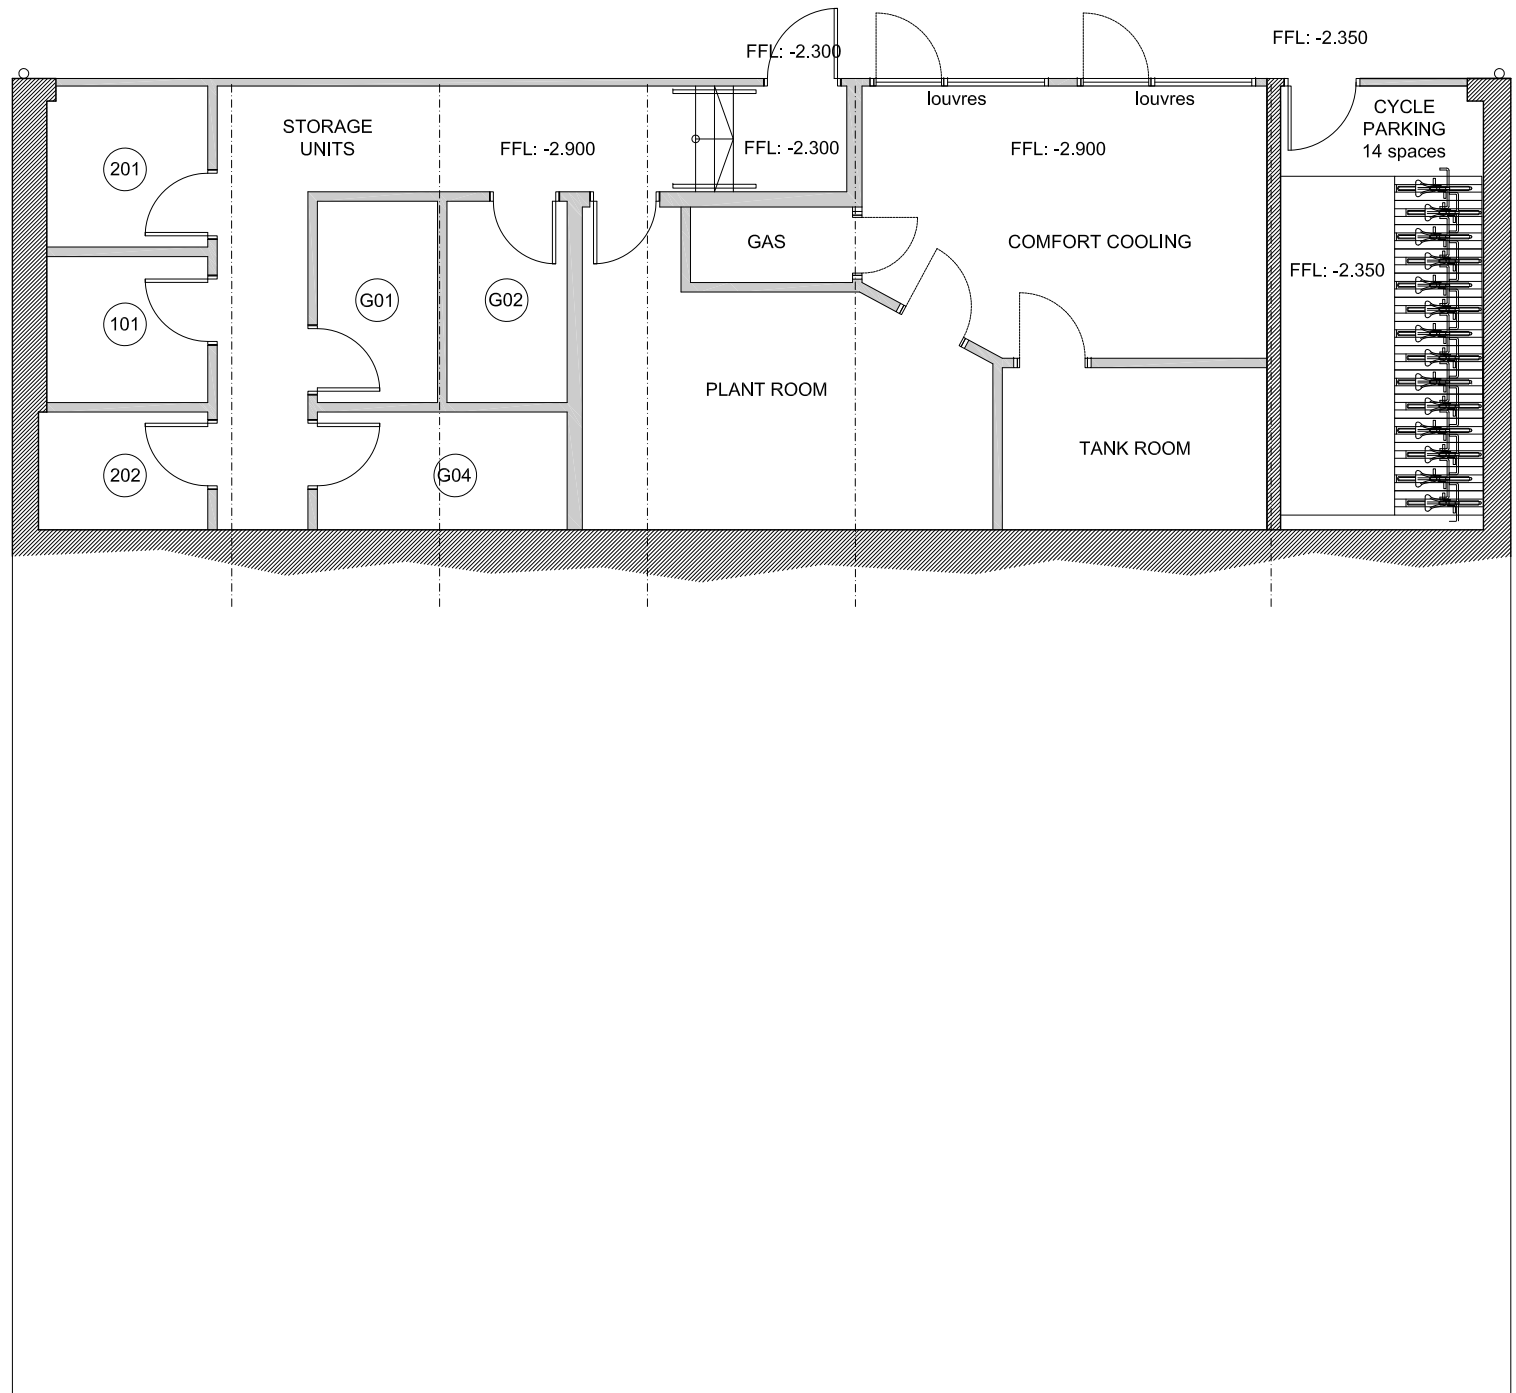 FFL: -2.350
FFL: -2.300
louvres
louvres
CYCLE
PARKING
14 spaces
STORAGE
UNITS
FFL: -2.900
FFL: -2.300
FFL: -2.900
201
GAS
COMFORT COOLING
FFL: -2.350
G01
G02
101
PLANT ROOM
TANK ROOM
202
G04